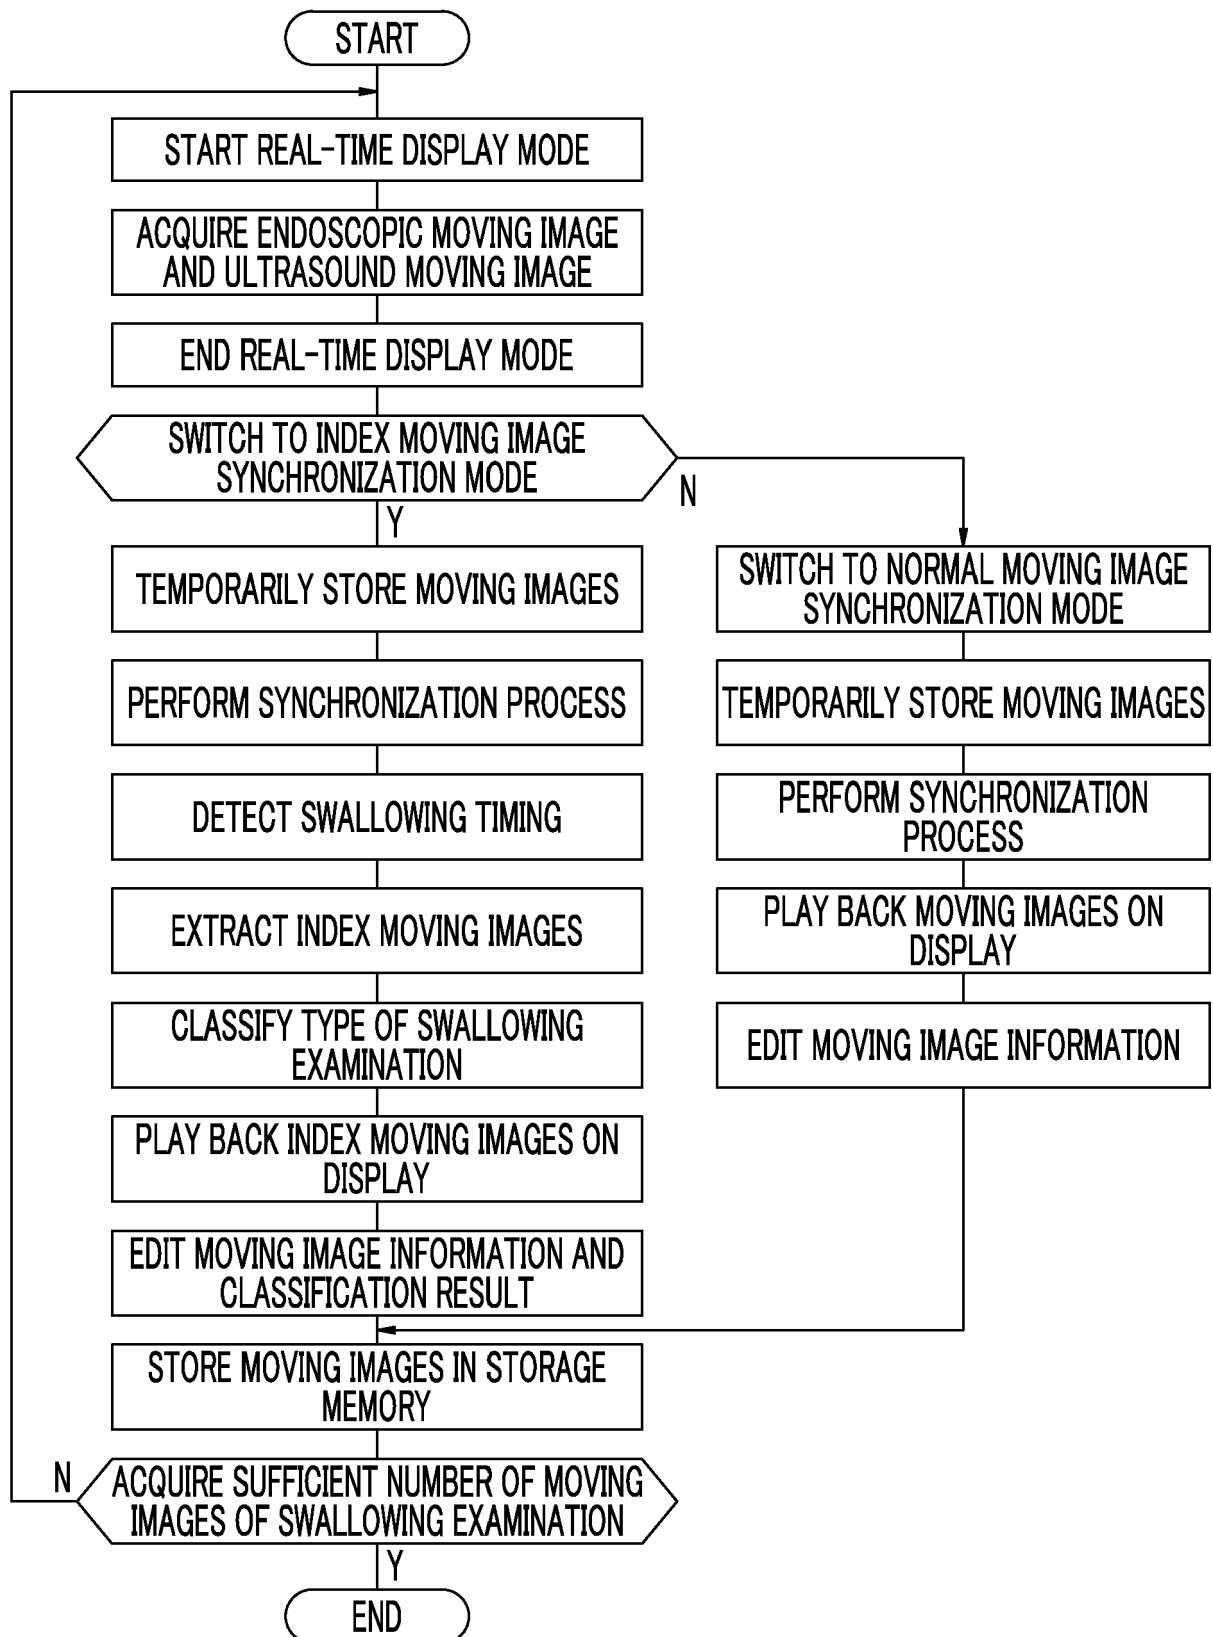 START
START REAL-TIME DISPLAY MODE
ACQUIRE ENDOSCOPIC MOVING IMAGE
AND ULTRASOUND MOVING IMAGE
END REAL-TIME DISPLAY MODE
SWITCH TO INDEX MOVING IMAGE
SYNCHRONIZATION MODE
N
Y
TEMPORARILY STORE MOVING IMAGES
PERFORM SYNCHRONIZATION PROCESS
DETECT SWALLOWING TIMING
EXTRACT INDEX MOVING IMAGES
CLASSIFY TYPE OF SWALLOWING
EXAMINATION
PLAY BACK INDEX MOVING IMAGES ON
DISPLAY
EDIT MOVING IMAGE INFORMATION AND
CLASSIFICATION RESULT
SWITCH TO NORMAL MOVING IMAGE
SYNCHRONIZATION MODE
TEMPORARILY STORE MOVING IMAGES
PERFORM SYNCHRONIZATION
PROCESS
PLAY BACK MOVING IMAGES ON
DISPLAY
EDIT MOVING IMAGE INFORMATION
STORE MOVING IMAGES IN STORAGE
MEMORY
N
ACQUIRE SUFFICIENT NUMBER OF MOVING
IMAGES OF SWALLOWING EXAMINATION
Y
END